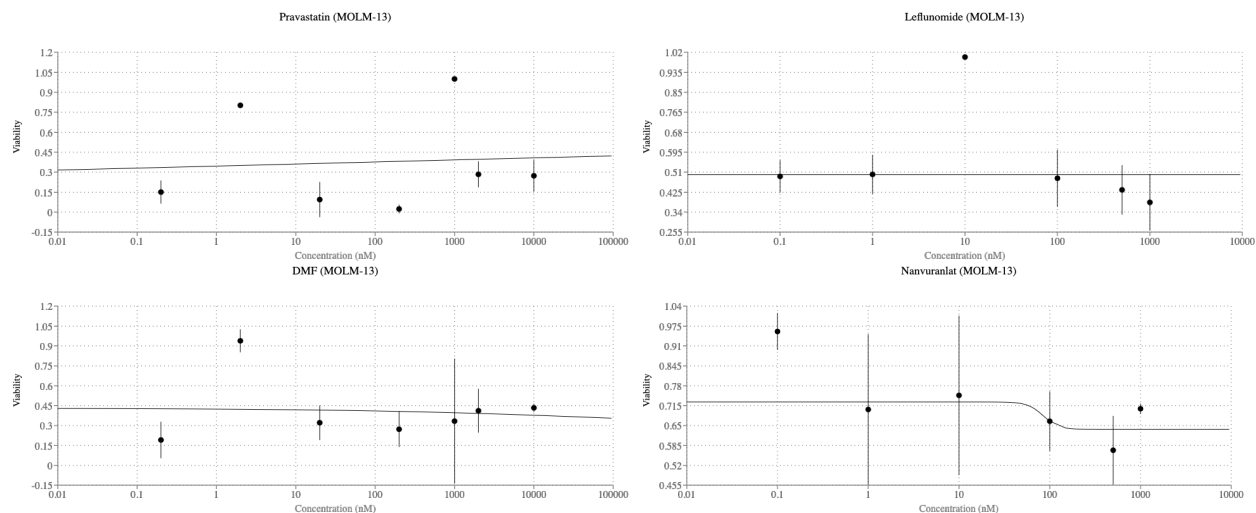 Pravastatin (MOLM-13)
1.2
1.05
0.9
0.75
0.6
0.45
0.3
0.15
0
-0.15
Viability
0.01 0.1 1 10 100 1000 10000 100000
Concentration (nM)
Leflunomide (MOLM-13)
1.02
0.935
0.85
0.765
0.68
0.595
0.51
0.425
0.34
0.255
Viability
0.01 0.1 1 10 100 1000 10000
Concentration (nM)
DMF (MOLM-13)
1.2
1.05
0.9
0.75
0.6
0.45
0.3
0.15
0
-0.15
Viability
0.01 0.1 1 10 100 1000 10000 100000
Concentration (nM)
Nanvuranlat (MOLM-13)
1.04
0.975
0.91
0.845
0.78
0.715
0.65
0.585
0.52
0.455
Viability
0.01 0.1 1 10 100 1000 10000
Concentration (nM)